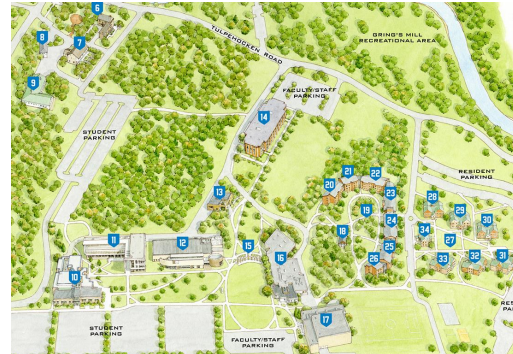 6
TULPEHOCKEN ROAD
GRING'S MILL
RECREATIONAL AREA
8
7
9
FACULTY/STAFF
PARKING
14
STUDENT
PARKING
RESIDENT
PARKING
21
22
20
23
13
19
28
29
30
24
18
34
27
11
12
15
25
16
26
33
32
31
10
17
STUDENT
PARKING
FACULTY/STAFF
PARKING
RES
PA